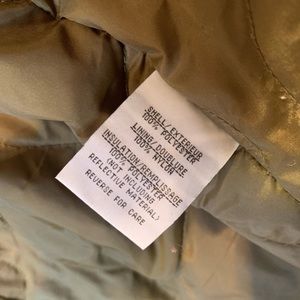 SHELL/EXTERIEUR
100% POLYESTER
LINING/DOUBLURE
100% NYLON
INSULATION/REMPLISSAGE
100% POLYESTER
(NOT INCLUDING
REFLECTIVE MATERIAL)
REVERSE FOR CARE